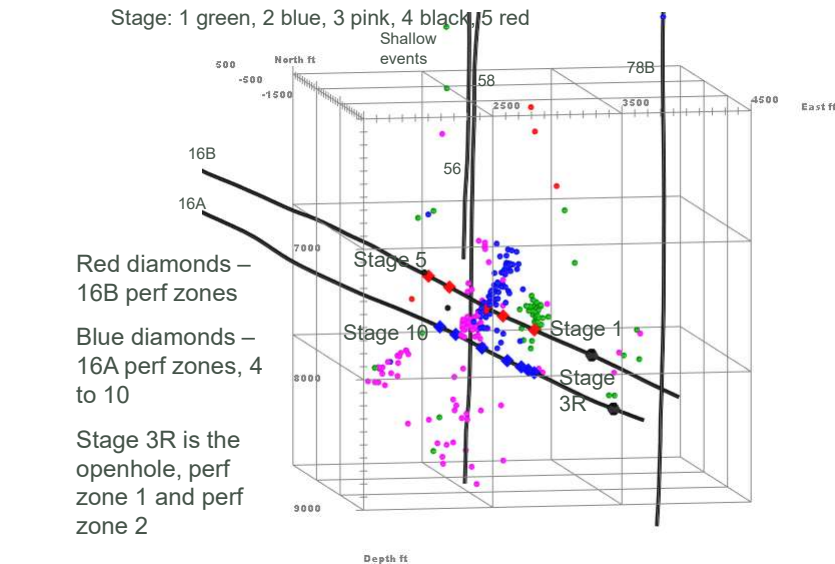 Stage: 1 green, 2 blue, 3 pink, 4 black, 5 red
Shallow
events
500
-500
-1500
North ft
58
78B
2500
3500
4500
East ft
16B
56
16A
7000
Stage 5
Red diamonds –
16B perf zones
Stage 10
Stage 1
Blue diamonds –
16A perf zones, 4
to 10
8000
Stage
3R
Stage 3R is the
openhole, perf
zone 1 and perf
zone 2
9000
Depth ft